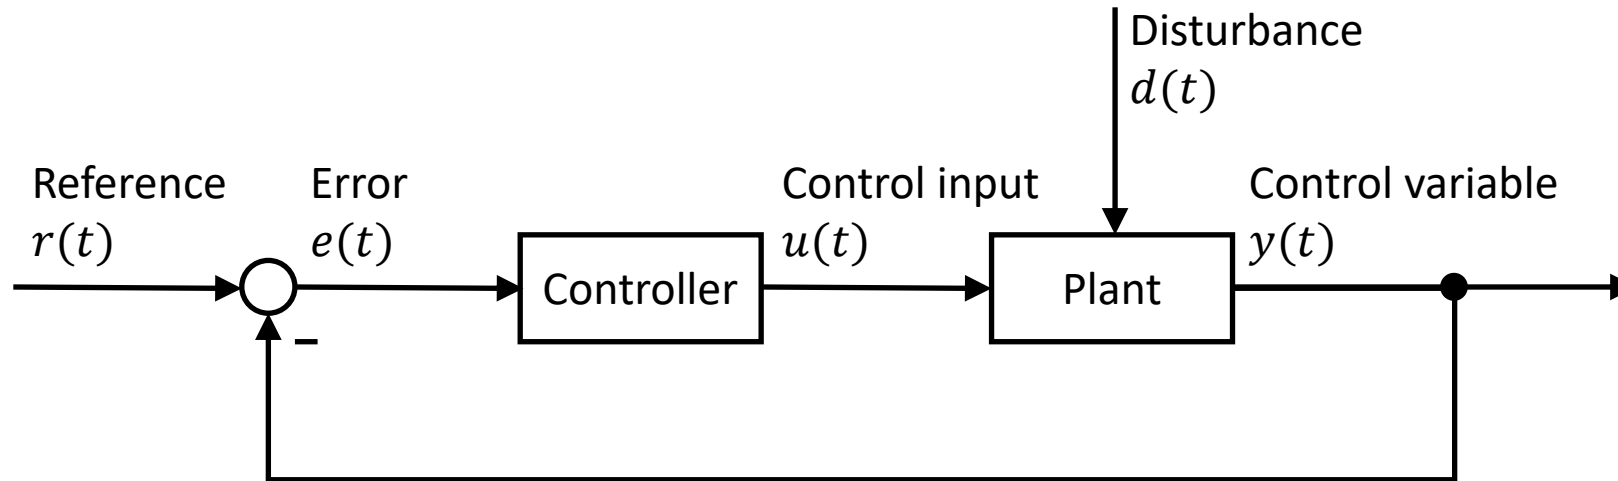 Disturbance
d(t)
Reference
r(t)
Error
e(t)
Control input
u(t)
Control variable
y(t)
Controller
Plant
−